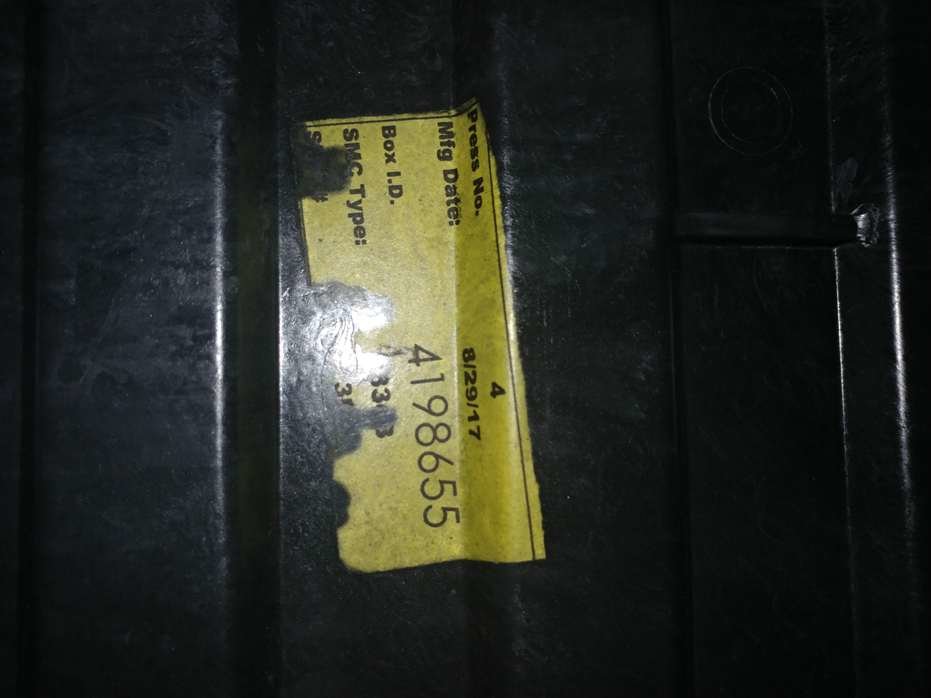 Press No. 4
Mfg Date: 8/29/17
4198655
Box I.D.
SMC Type: